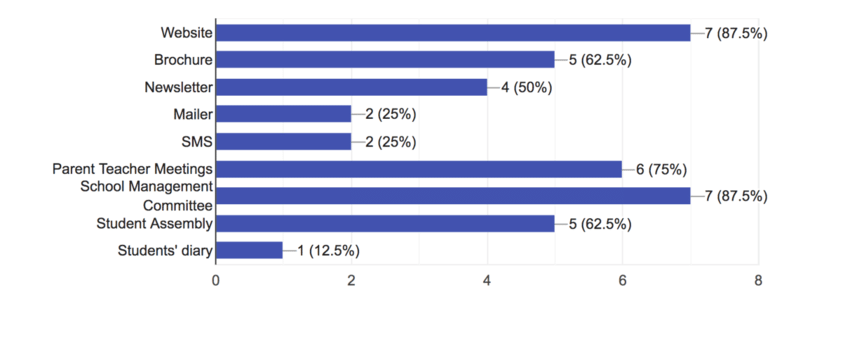 Website 7 (87.5%)
Brochure 5 (62.5%)
Newsletter 4 (50%)
Mailer 2 (25%)
SMS 2 (25%)
Parent Teacher Meetings 6 (75%)
School Management
Committee 7 (87.5%)
Student Assembly 5 (62.5%)
Students' diary 1 (12.5%)
0 2 4 6 8